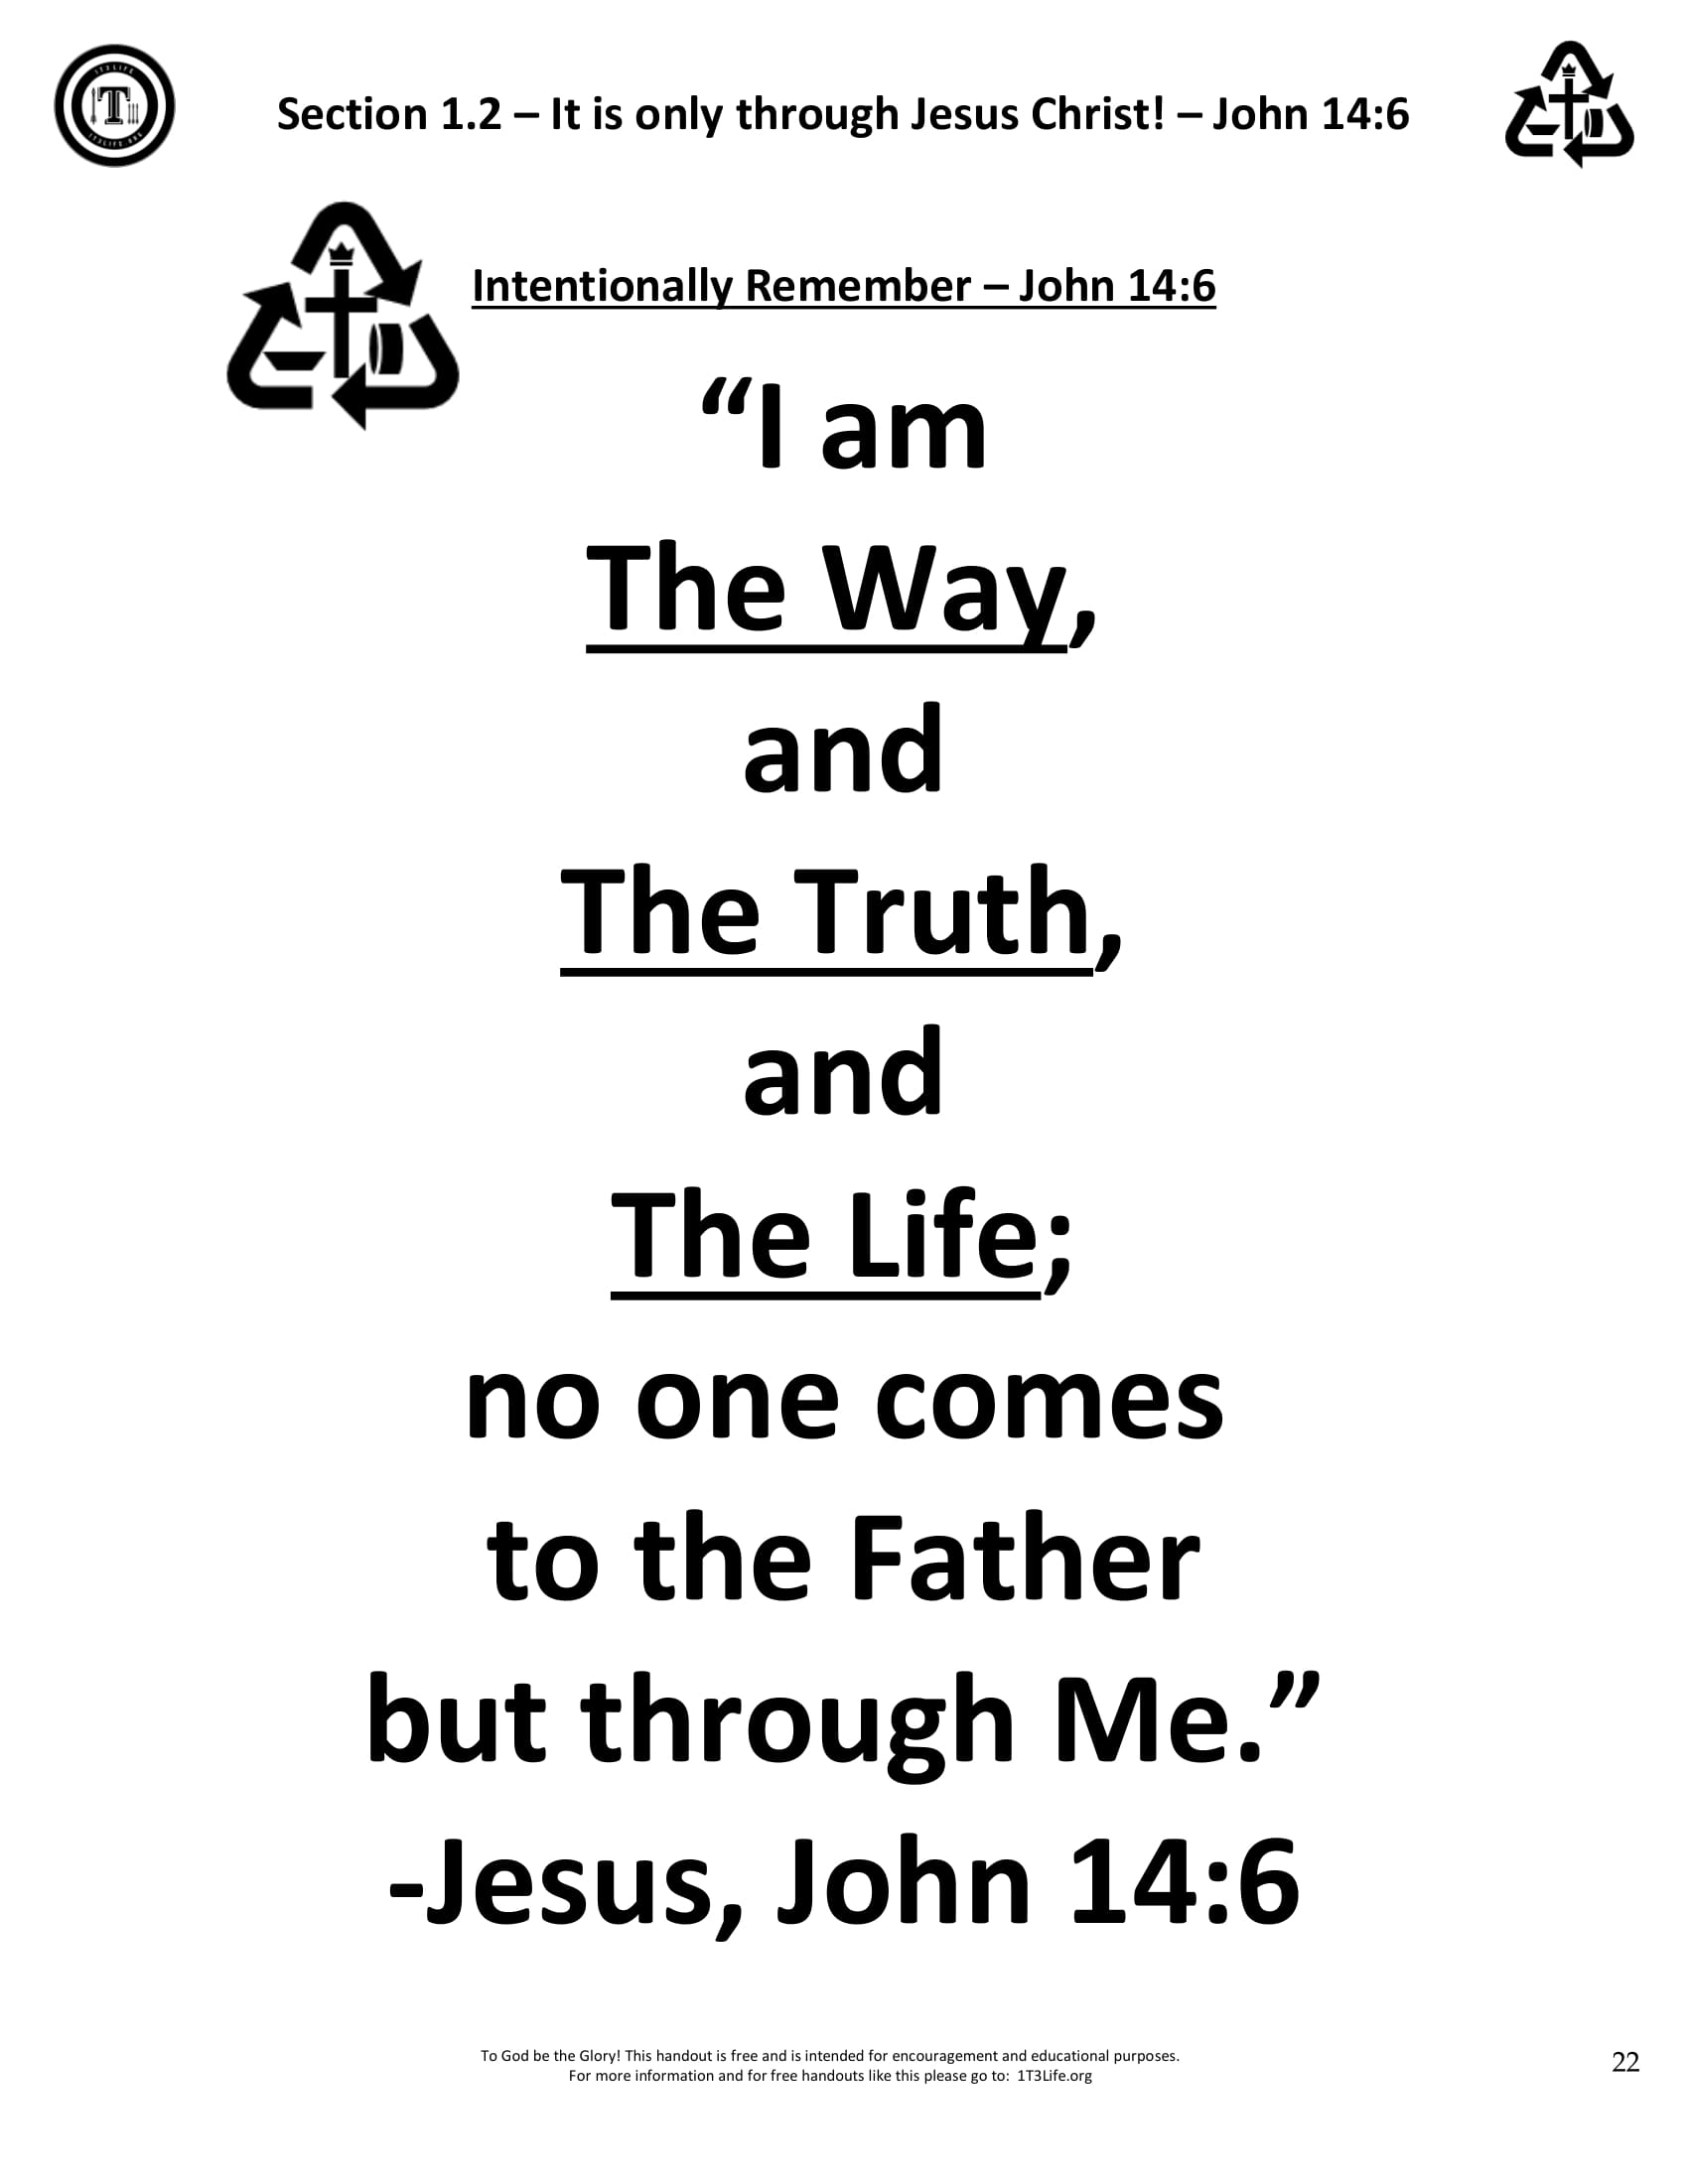 Section 1.2 – It is only through Jesus Christ! – John 14:6
Intentionally Remember – John 14:6
“I am
The Way,
and
The Truth,
and
The Life;
no one comes
to the Father
but through Me.”
-Jesus, John 14:6
To God be the Glory! This handout is free and is intended for encouragement and educational purposes.
For more information and for free handouts like this please go to:  1T3Life.org
22